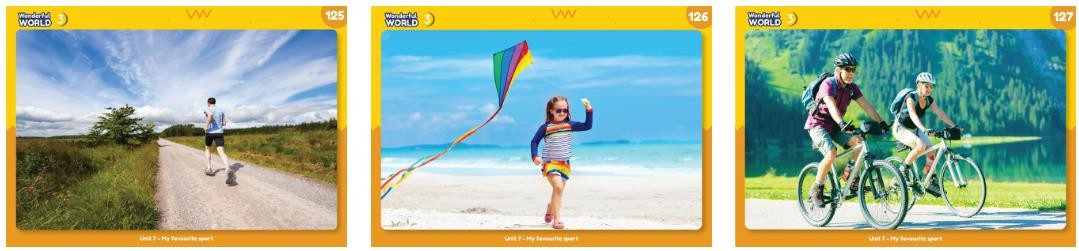 Wonderful
WORLD 3
125
Unit 7 - My favourite sport
Wonderful
WORLD 3
126
Unit 7 - My favourite sport
Wonderful
WORLD 3
127
Unit 7 - My favourite sport